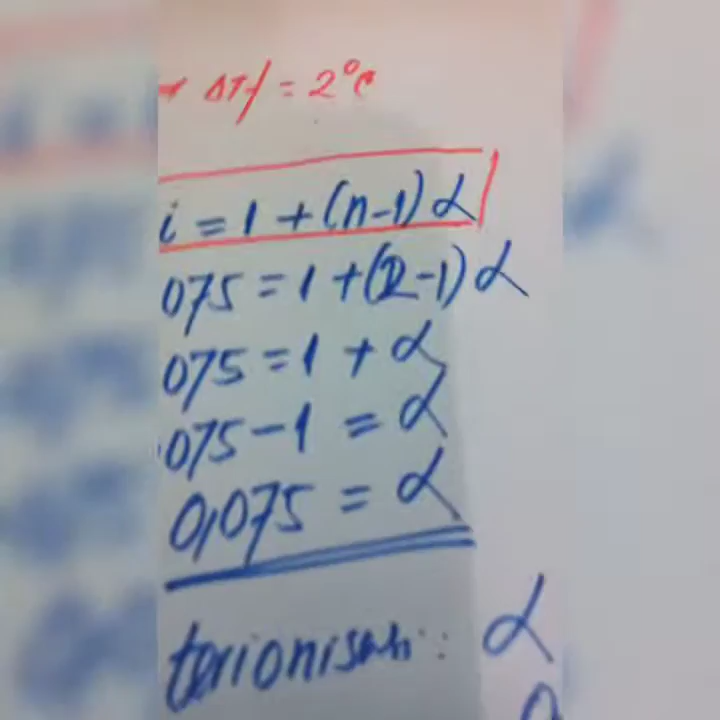 ΔTf = 2°C
i = 1 + (n-1) α
075 = 1 + (2-1) α
075 = 1 + α
075 - 1 = α
0,075 = α
terionisasi : α